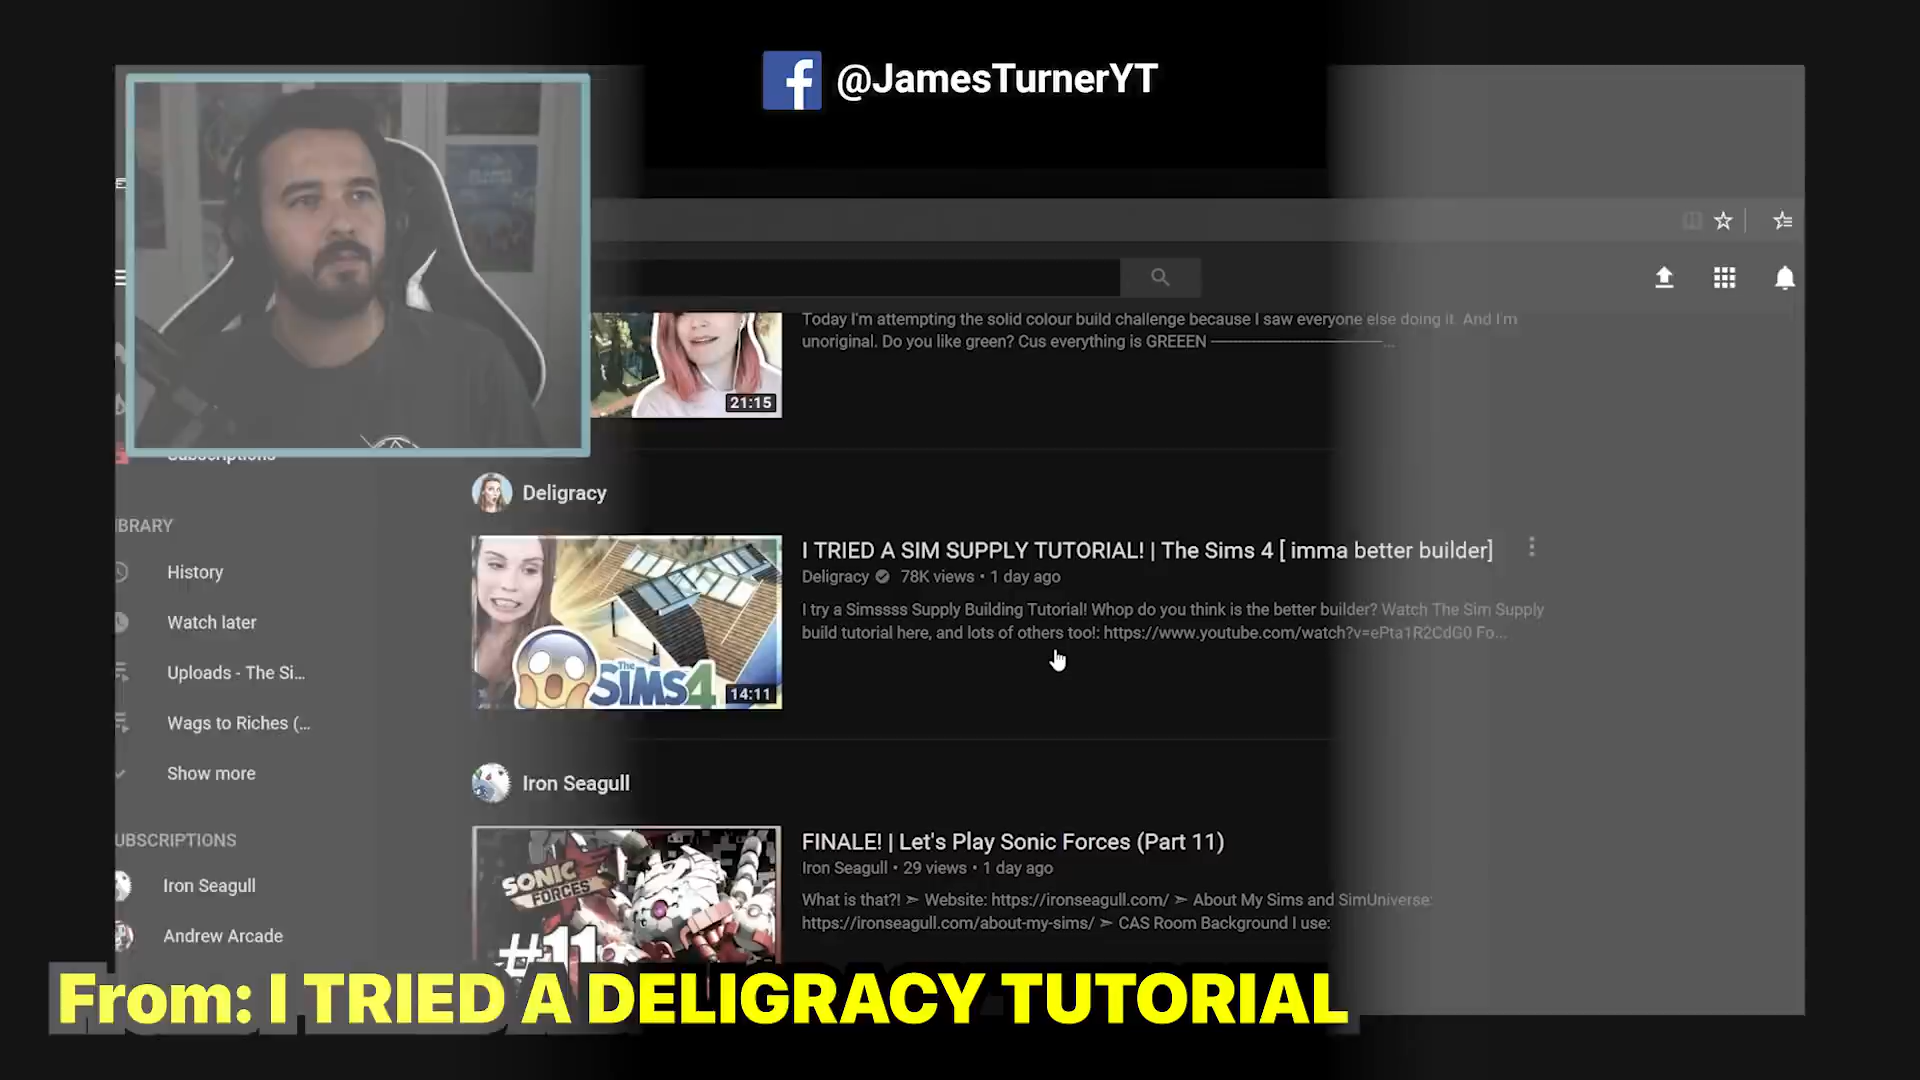 @JamesTurnerYT
Today I'm attempting the solid colour build challenge because I saw everyone else doing it. And I'm
unoriginal. Do you like green? Cus everything is GREEEN ————————————...
21:15
Subscriptions
Deligracy
I TRIED A SIM SUPPLY TUTORIAL! | The Sims 4 [ imma better builder]
Deligracy 78K views • 1 day ago
I try a Simssss Supply Building Tutorial! Whop do you think is the better builder? Watch The Sim Supply
build tutorial here, and lots of others too!: https://www.youtube.com/watch?v=ePta1R2CdG0 Fo...
The SIMS4
14:11
IBRARY
History
Watch later
Uploads - The Si...
Wags to Riches (...
Show more
Iron Seagull
FINALE! | Let's Play Sonic Forces (Part 11)
Iron Seagull • 29 views • 1 day ago
What is that?! ➣ Website: https://ironseagull.com/ ➣ About My Sims and SimUniverse:
https://ironseagull.com/about-my-sims/ ➣ CAS Room Background I use:
SONIC
FORCES
#11
UBSCRIPTIONS
Iron Seagull
Andrew Arcade
From: I TRIED A DELIGRACY TUTORIAL